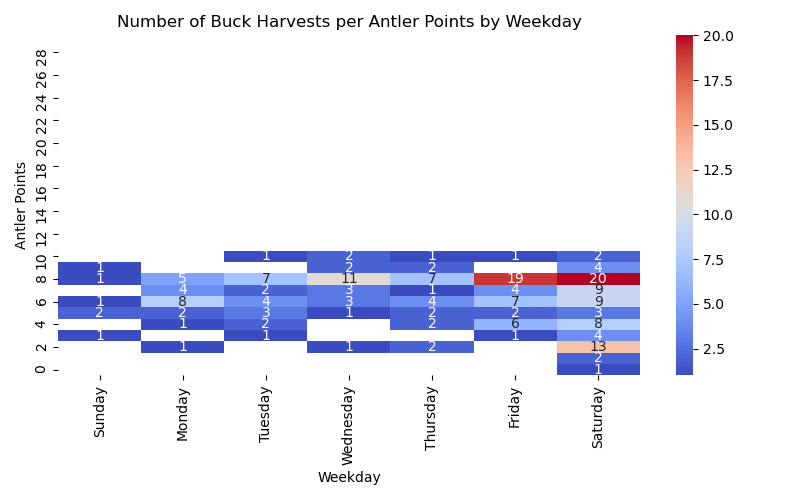 Number of Buck Harvests per Antler Points by Weekday
Antler Points
28
26
24
22
20
18
16
14
12
10 1 2 1 1 2
1 2 2 4
8 1 5 7 11 7 19 20
4 2 3 1 4 9
6 1 8 4 3 4 7 9
2 2 3 1 2 2 3
4 1 2 2 6 8
1 1 1 4
2 1 1 2 13
2
0 1
Sunday Monday Tuesday Wednesday Thursday Friday Saturday
Weekday
20.0
17.5
15.0
12.5
10.0
7.5
5.0
2.5